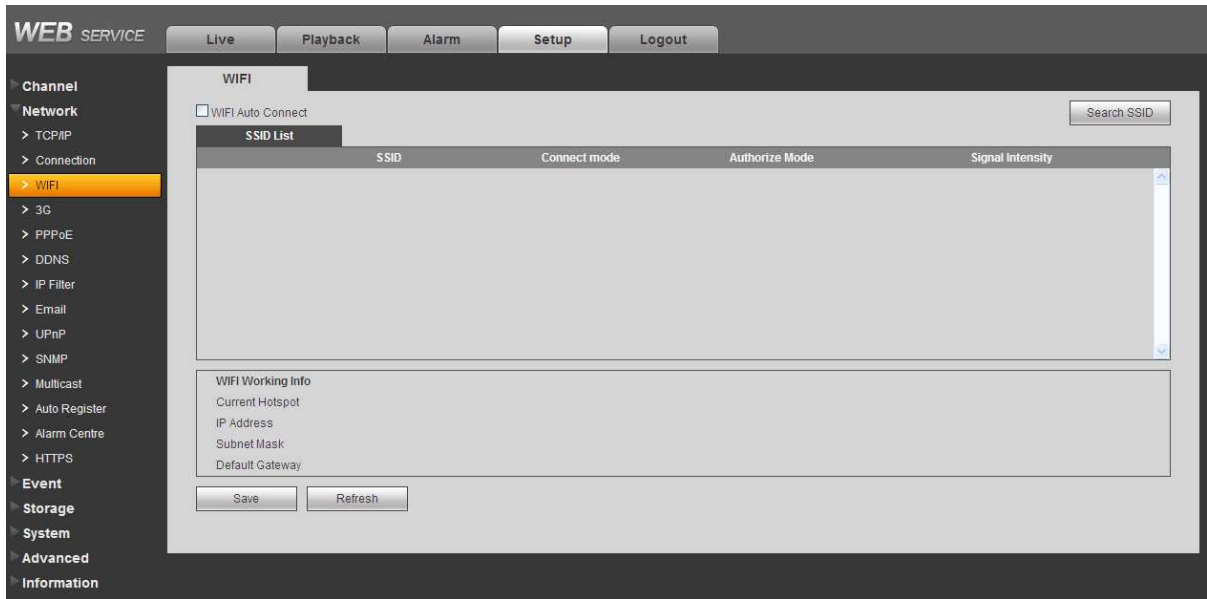 WEB SERVICE
Live Playback Alarm Setup Logout
Channel
Network
> TCP/IP
> Connection
> WIFI
> 3G
> PPPoE
> DDNS
> IP Filter
> Email
> UPnP
> SNMP
> Multicast
> Auto Register
> Alarm Centre
> HTTPS
Event
Storage
System
Advanced
Information
WIFI
WIFI Auto Connect
Search SSID
SSID List
SSID Connect mode Authorize Mode Signal Intensity
WIFI Working Info
Current Hotspot
IP Address
Subnet Mask
Default Gateway
Save Refresh